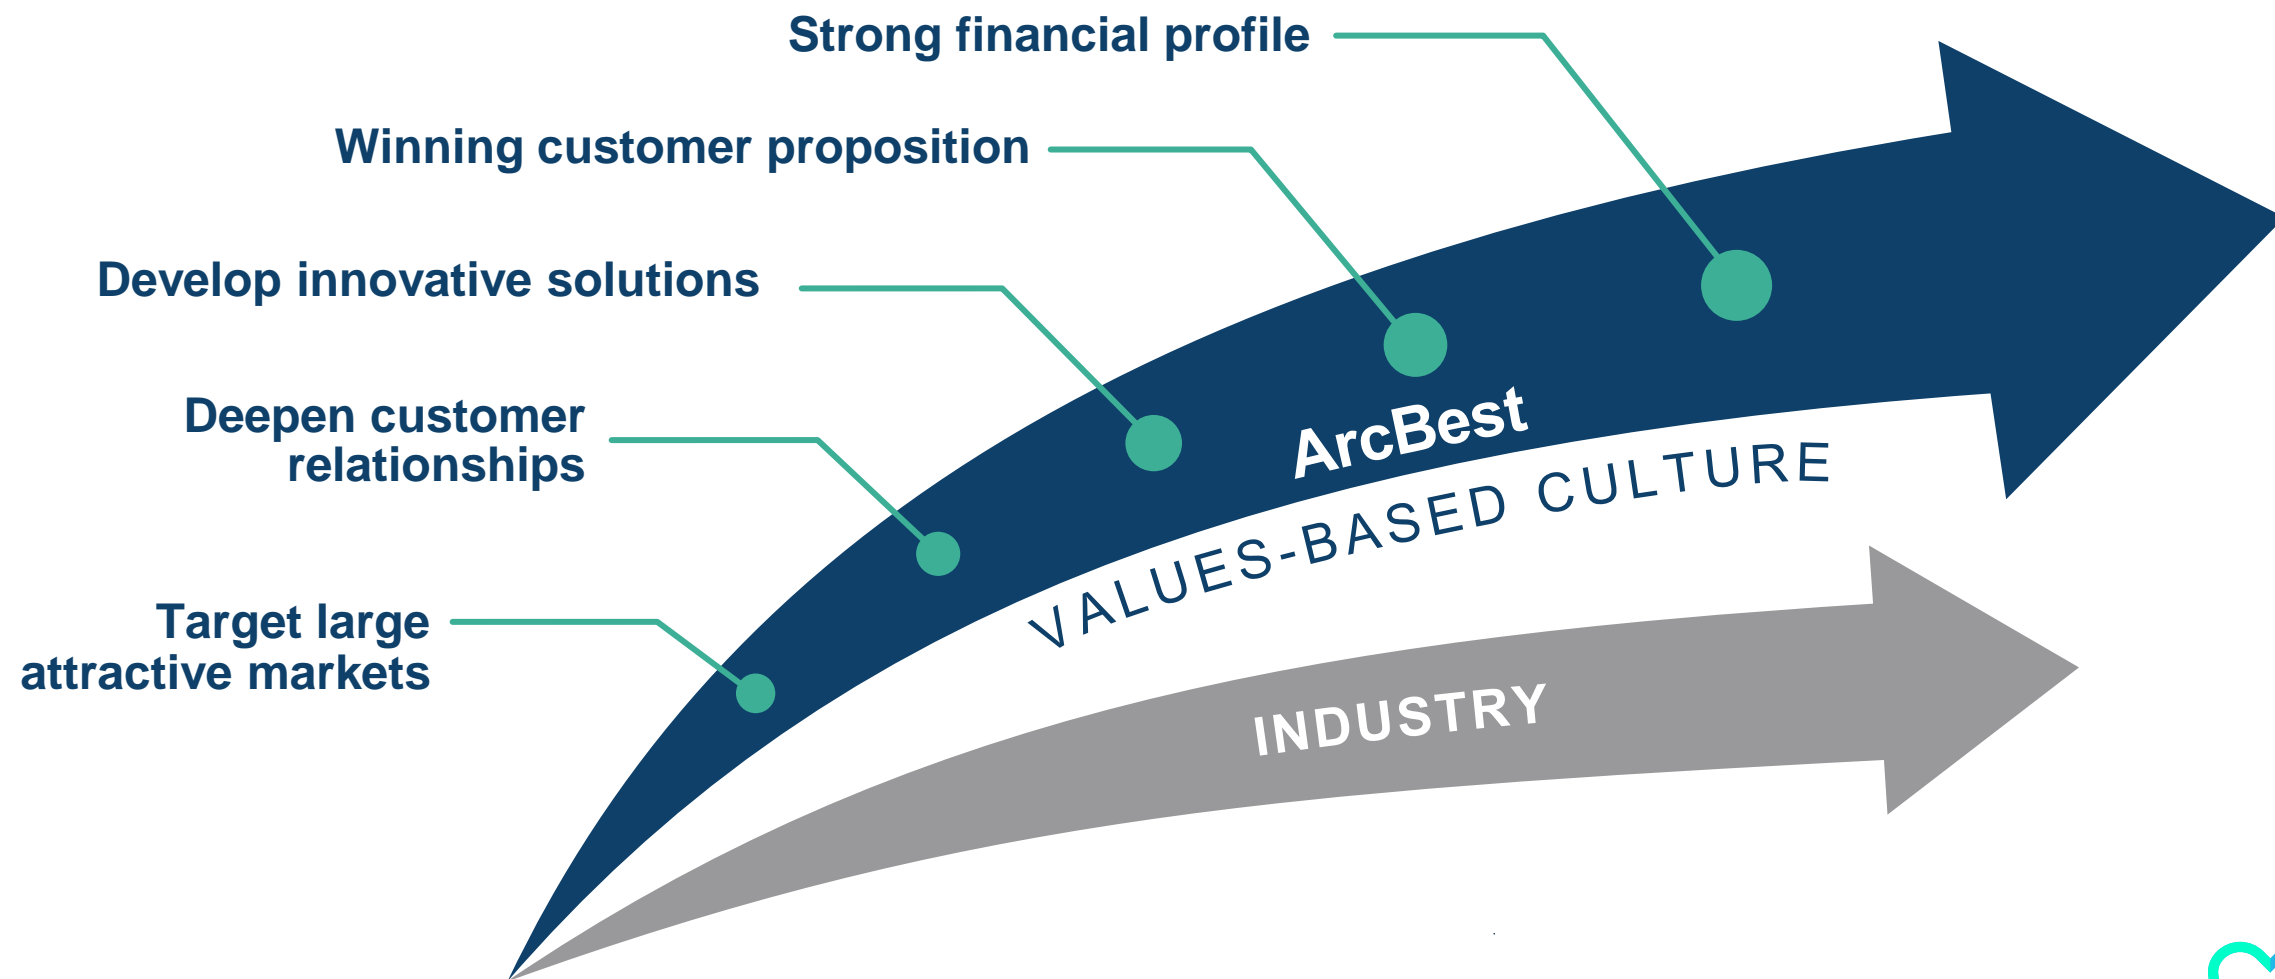 Strong financial profile
Winning customer proposition
Develop innovative solutions
Deepen customer
relationships
Target large
attractive markets
ArcBest
VALUES-BASED CULTURE
INDUSTRY